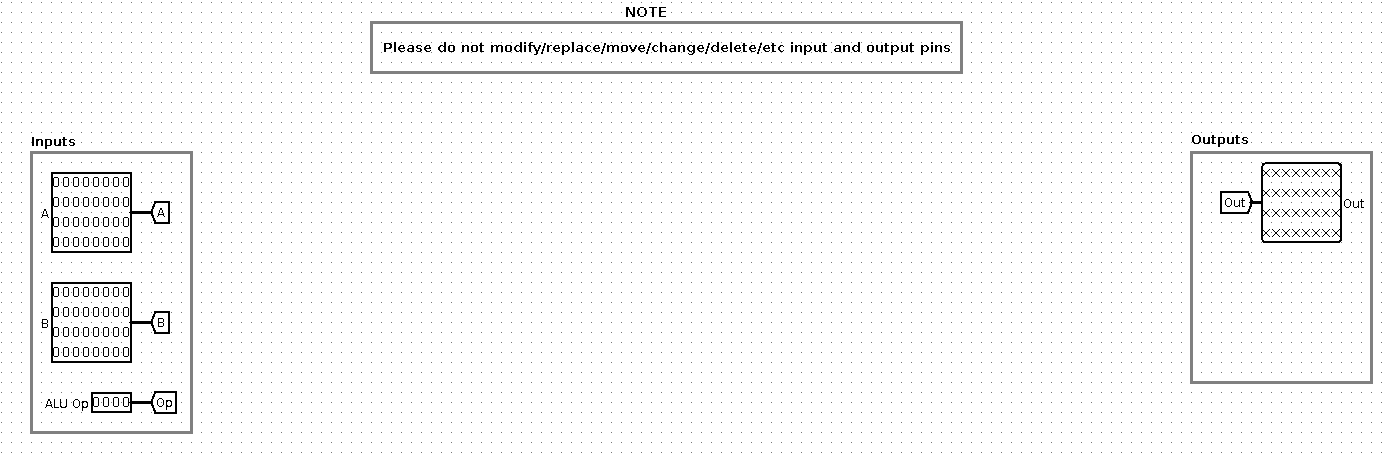 NOTE
Please do not modify/replace/move/change/delete/etc input and output pins
Inputs
00000000
00000000
A
A
00000000
00000000
00000000
00000000
B
B
00000000
00000000
ALU Op
0000
Op
Outputs
XXXXXXXX
XXXXXXXX
Out
Out
XXXXXXXX
XXXXXXXX